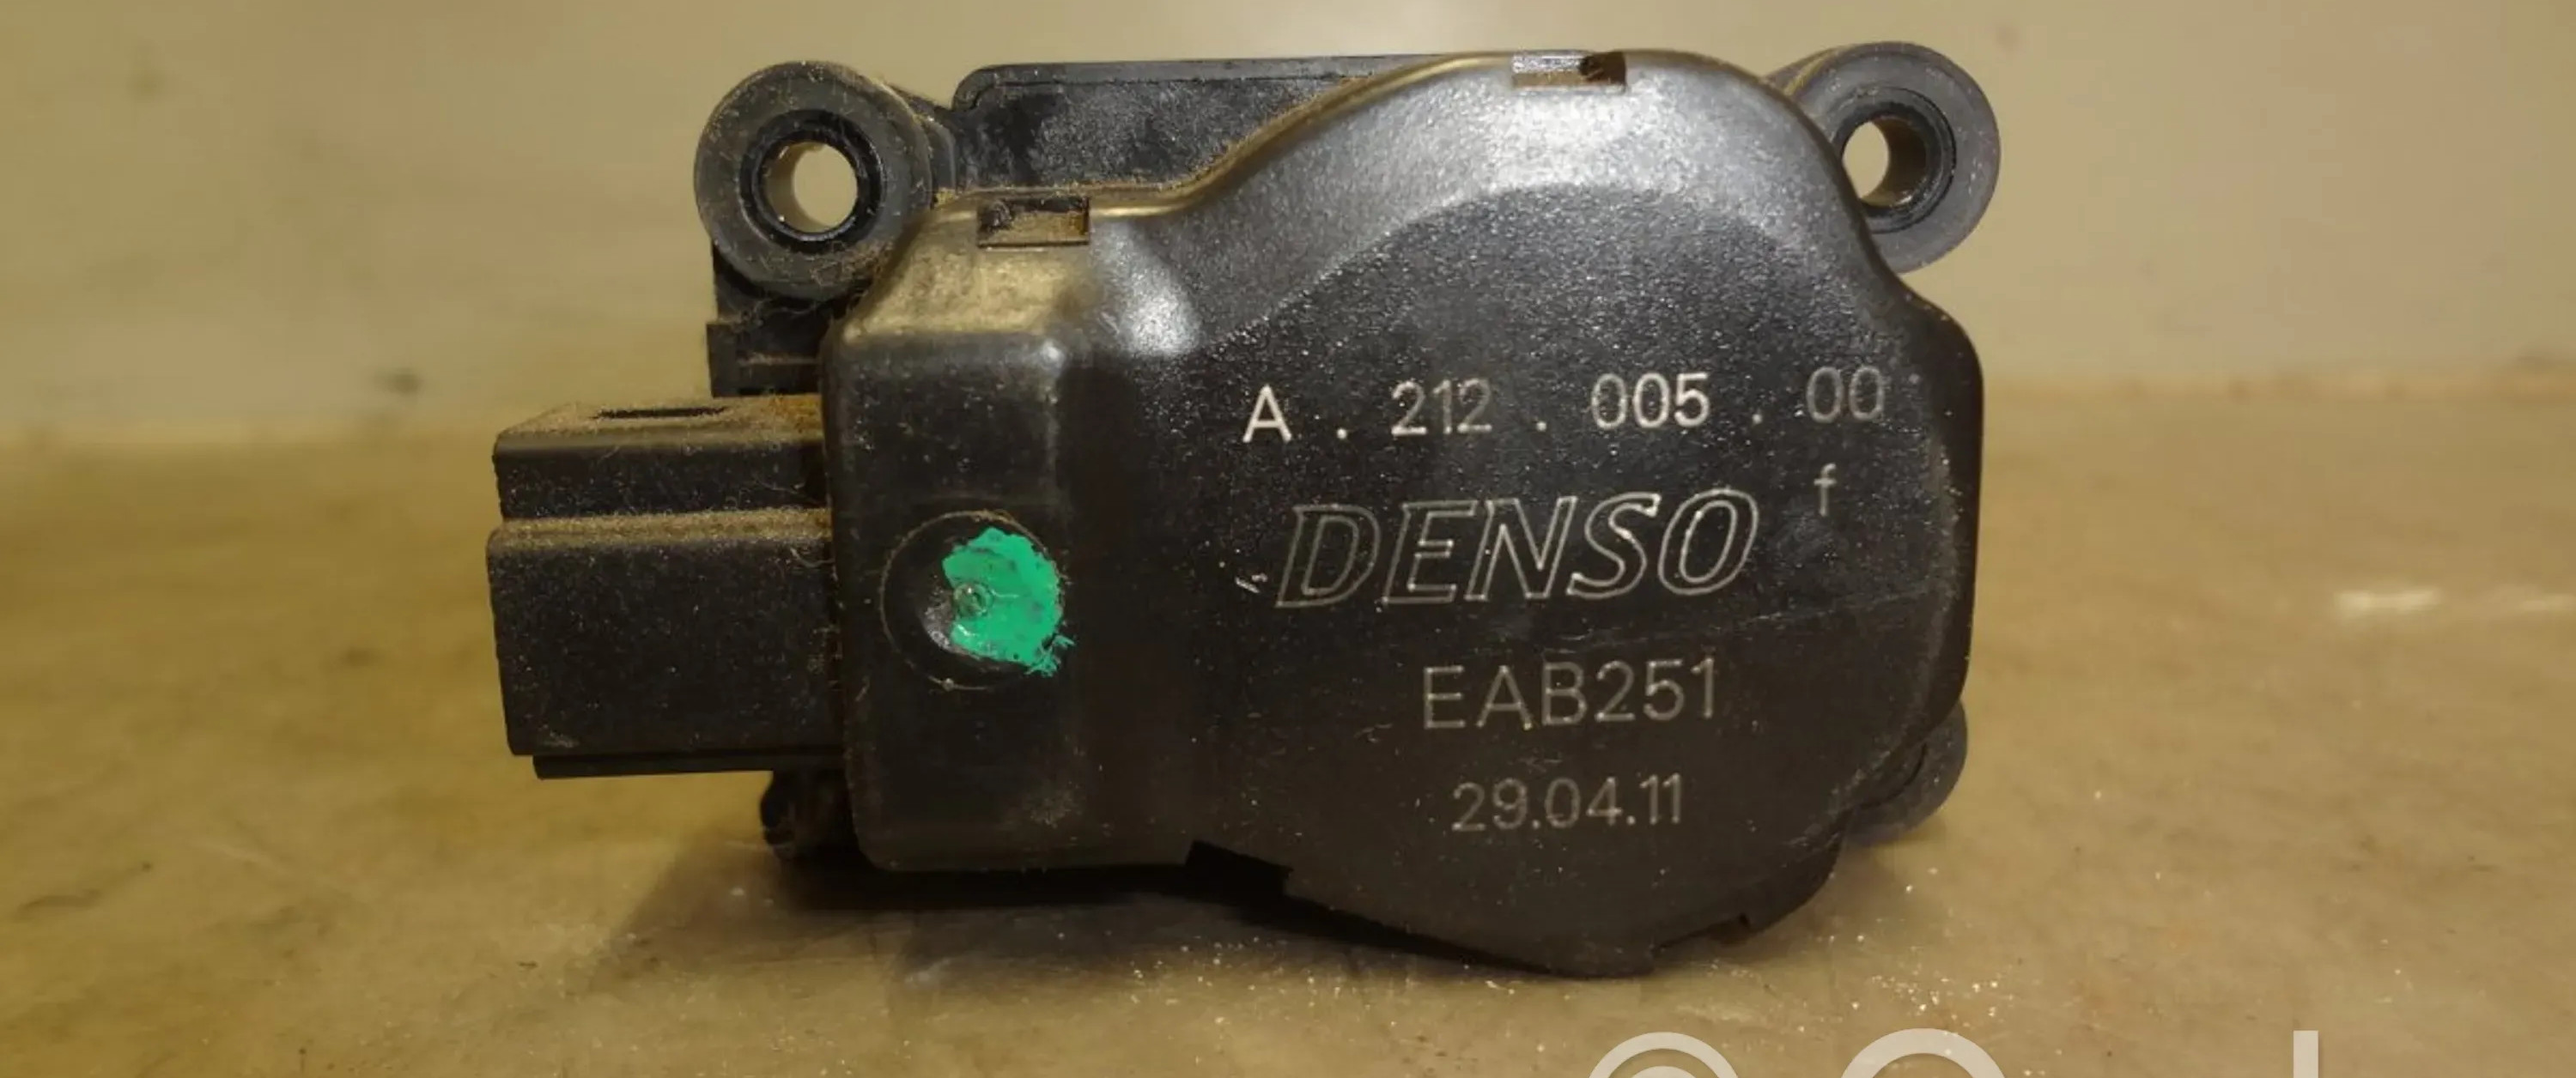 A . 212 . 005 . 00
f
DENSO
EAB251
29.04.11